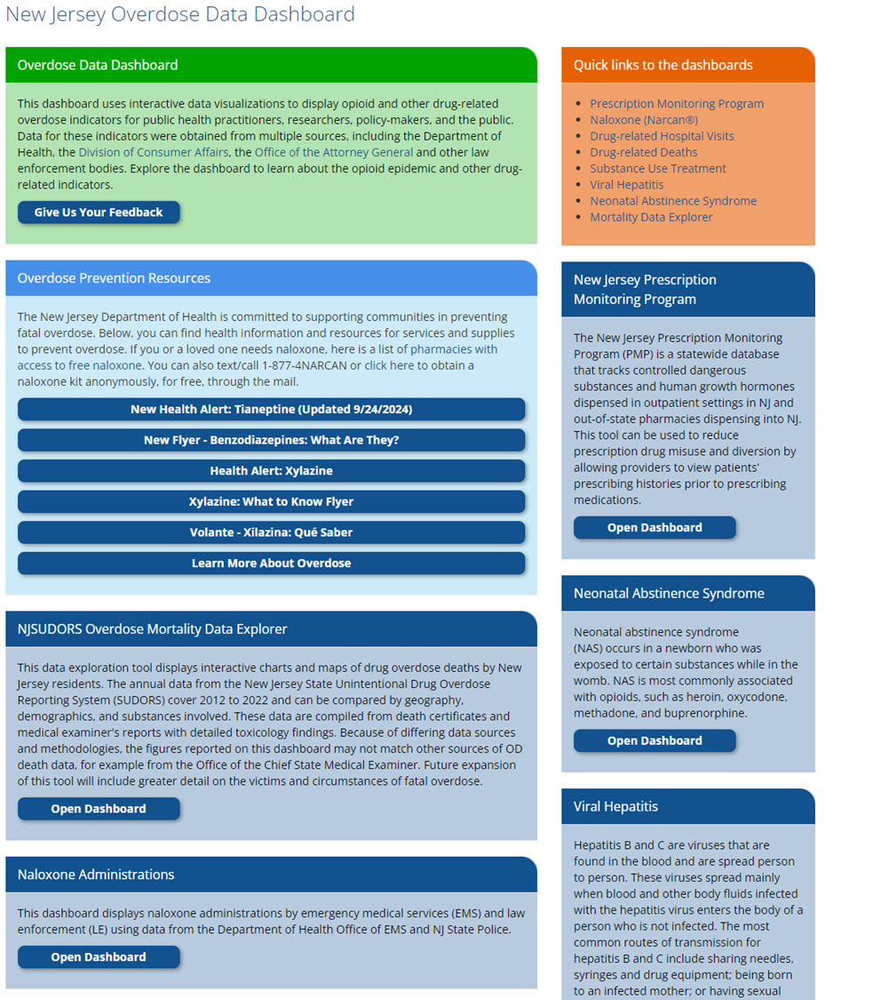 New Jersey Overdose Data Dashboard
Overdose Data Dashboard
This dashboard uses interactive data visualizations to display opioid and other drug-related
overdose indicators for public health practitioners, researchers, policy-makers, and the public.
Data for these indicators were obtained from multiple sources, including the Department of
Health, the Division of Consumer Affairs, the Office of the Attorney General and other law
enforcement bodies. Explore the dashboard to learn about the opioid epidemic and other drug-
related indicators.
Give Us Your Feedback
Overdose Prevention Resources
The New Jersey Department of Health is committed to supporting communities in preventing
fatal overdose. Below, you can find health information and resources for services and supplies
to prevent overdose. If you or a loved one needs naloxone, here is a list of pharmacies with
access to free naloxone. You can also text/call 1-877-4NARCAN or click here to obtain a
naloxone kit anonymously, for free, through the mail.
New Health Alert: Tianeptine (Updated 9/24/2024)
New Flyer - Benzodiazepines: What Are They?
Health Alert: Xylazine
Xylazine: What to Know Flyer
Volante - Xilazina: Qué Saber
Learn More About Overdose
NJSUDORS Overdose Mortality Data Explorer
This data exploration tool displays interactive charts and maps of drug overdose deaths by New
Jersey residents. The annual data from the New Jersey State Unintentional Drug Overdose
Reporting System (SUDORS) cover 2012 to 2022 and can be compared by geography,
demographics, and substances involved. These data are compiled from death certificates and
medical examiner's reports with detailed toxicology findings. Because of differing data sources
and methodologies, the figures reported on this dashboard may not match other sources of OD
death data, for example from the Office of the Chief State Medical Examiner. Future expansion
of this tool will include greater detail on the victims and circumstances of fatal overdose.
Open Dashboard
Naloxone Administrations
This dashboard displays naloxone administrations by emergency medical services (EMS) and law
enforcement (LE) using data from the Department of Health Office of EMS and NJ State Police.
Open Dashboard
Quick links to the dashboards
• Prescription Monitoring Program
• Naloxone (Narcan®)
• Drug-related Hospital Visits
• Drug-related Deaths
• Substance Use Treatment
• Viral Hepatitis
• Neonatal Abstinence Syndrome
• Mortality Data Explorer
New Jersey Prescription
Monitoring Program
The New Jersey Prescription Monitoring
Program (PMP) is a statewide database
that tracks controlled dangerous
substances and human growth hormones
dispensed in outpatient settings in NJ and
out-of-state pharmacies dispensing into NJ.
This tool can be used to reduce
prescription drug misuse and diversion by
allowing providers to view patients’
prescribing histories prior to prescribing
medications.
Open Dashboard
Neonatal Abstinence Syndrome
Neonatal abstinence syndrome
(NAS) occurs in a newborn who was
exposed to certain substances while in the
womb. NAS is most commonly associated
with opioids, such as heroin, oxycodone,
methadone, and buprenorphine.
Open Dashboard
Viral Hepatitis
Hepatitis B and C are viruses that are
found in the blood and are spread person
to person. These viruses spread mainly
when blood and other body fluids infected
with the hepatitis virus enters the body of a
person who is not infected. The most
common routes of transmission for
hepatitis B and C include sharing needles,
syringes and drug equipment; being born
to an infected mother; or having sexual